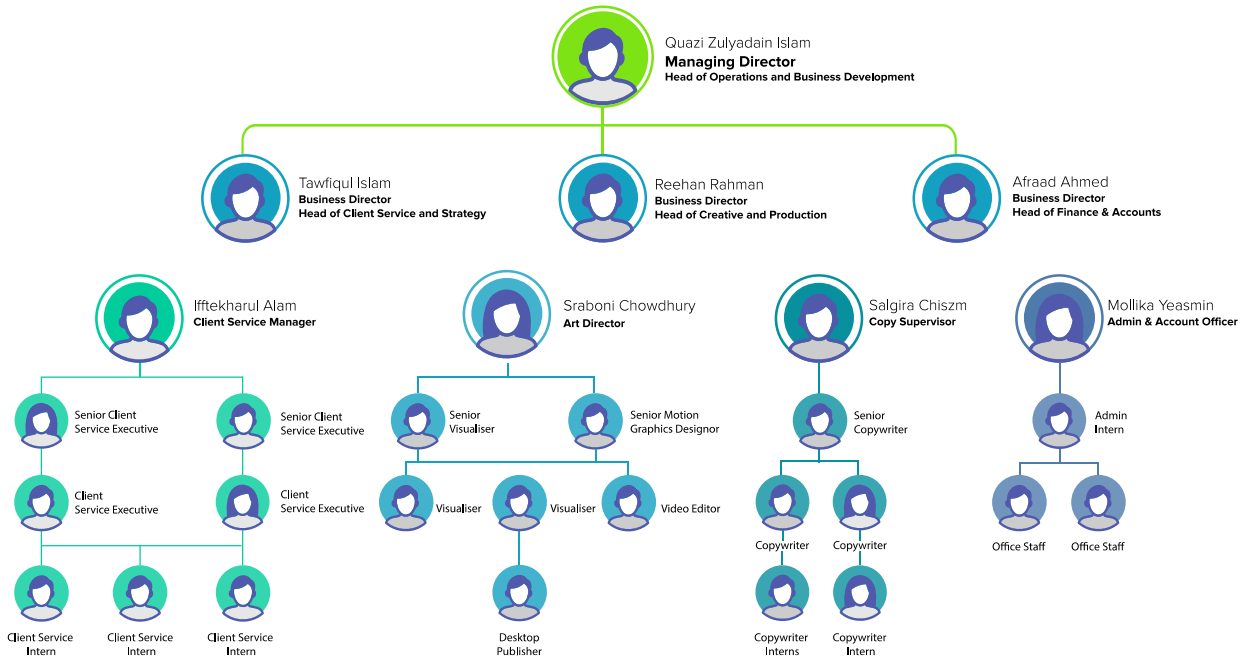 Quazi Zulyadain Islam
Managing Director
Head of Operations and Business Development
Tawfiqul Islam
Business Director
Head of Client Service and Strategy
Reehan Rahman
Business Director
Head of Creative and Production
Afraad Ahmed
Business Director
Head of Finance & Accounts
Ifftekharul Alam
Client Service Manager
Sraboni Chowdhury
Art Director
Salgira Chiszm
Copy Supervisor
Mollika Yeasmin
Admin & Account Officer
Senior Client
Service Executive
Senior Client
Service Executive
Senior
Visualiser
Senior Motion
Graphics Designor
Senior
Copywriter
Admin
Intern
Client
Service Executive
Client
Service Executive
Visualiser
Visualiser
Video Editor
Copywriter
Copywriter
Office Staff
Office Staff
Client Service
Intern
Client Service
Intern
Client Service
Intern
Desktop
Publisher
Copywriter
Interns
Copywriter
Intern